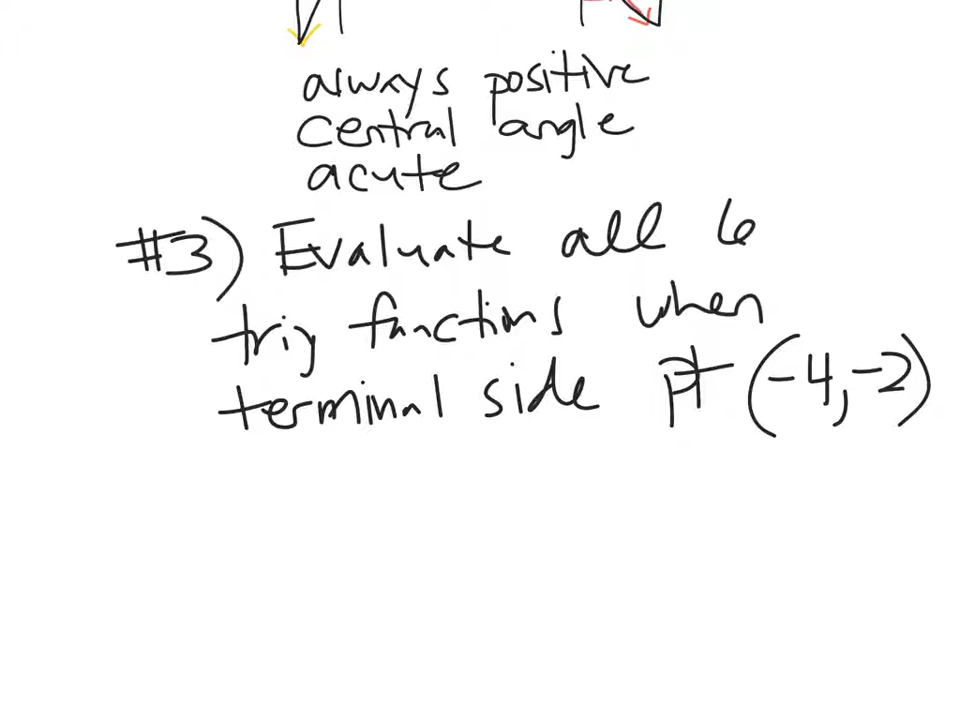 always positive
central angle
acute
#3) Evaluate all 6
trig functions when
terminal side pt (-4,-2)